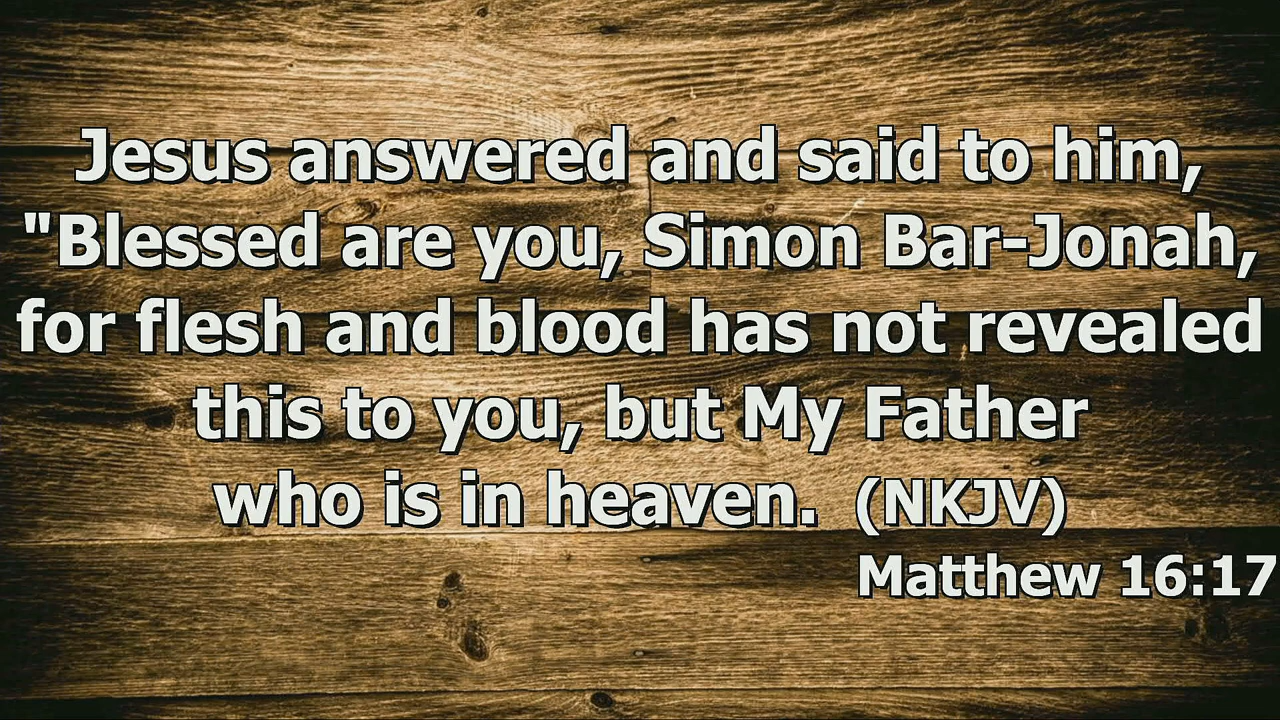 Jesus answered and said to him,
"Blessed are you, Simon Bar-Jonah,
for flesh and blood has not revealed
this to you, but My Father
who is in heaven. (NKJV)
Matthew 16:17